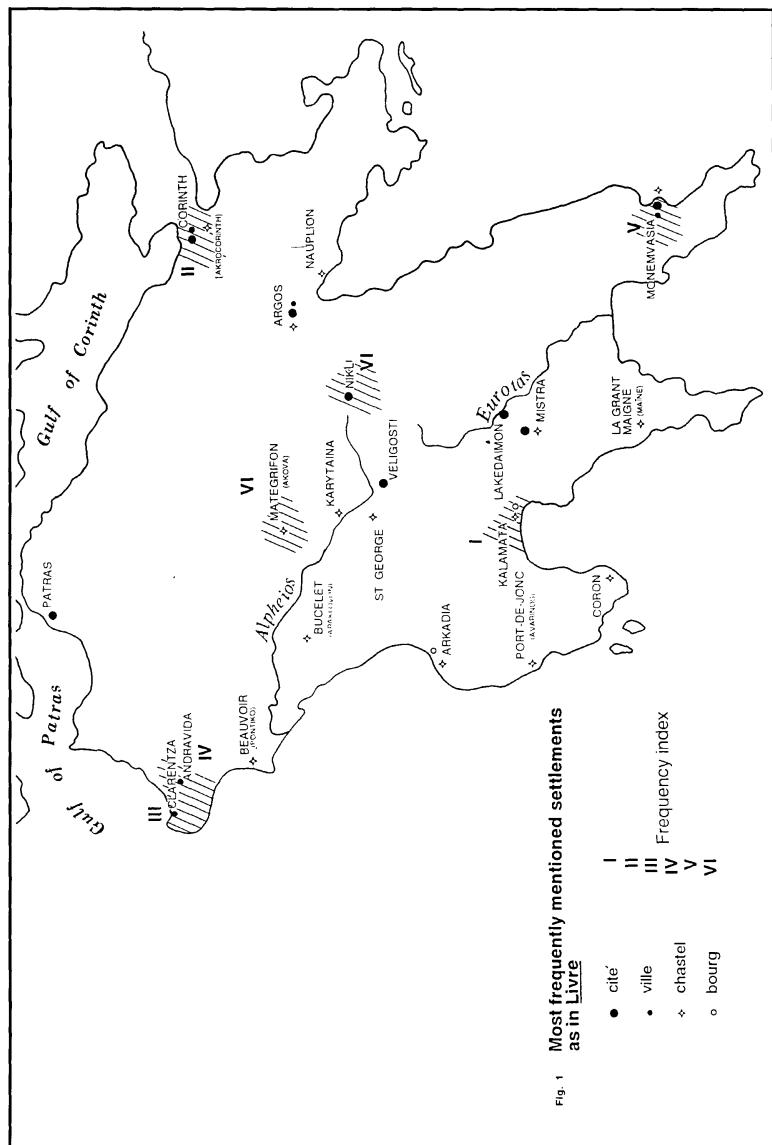 Gulf of Patras
Gulf of Corinth
PATRAS
III
CLARENTZA
ANDRAVIDA
IV
BEAUVOIR
(PONTIKO)
II
CORINTH
(AKROCORINTH)
ARGOS
NAUPLION
NIKLI
VI
VI
MATEGRIFON
(AKOVA)
KARYTAINA
Alpheios
BUCELET
ST GEORGE
VELIGOSTI
ARKADIA
I
KALAMATA
LAKEDAIMON
Eurotas
MISTRA
V
MONEMVASIA
PORT-DE-JONC
(AVARINOS)
CORON
LA GRANT
MAIGNE
(MAÏNE)
Fig. 1 Most frequently mentioned settlements
as in Livre
cite´
ville
chastel
bourg
I
II
III
IV
V
VI
Frequency index